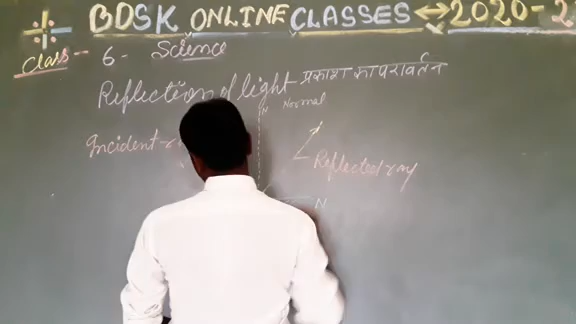 BDSK ONLINE CLASSES ↔ 2020-2
Class - 6 - Science
Reflection of light - प्रकाश का परावर्तन
N Normal
Incident-r
Reflected ray
N